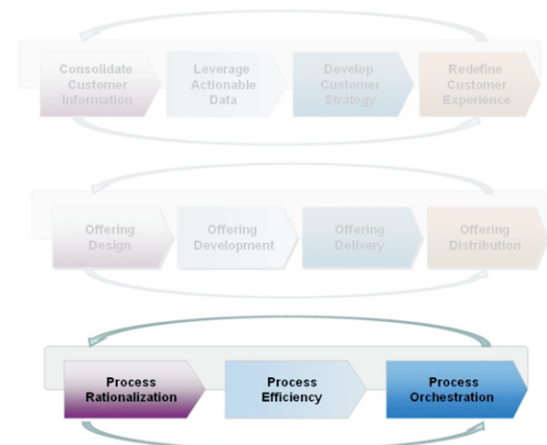 Consolidate
Customer
Information
Leverage
Actionable
Data
Develop
Customer
Strategy
Redefine
Customer
Experience
Offering
Design
Offering
Development
Offering
Delivery
Offering
Distribution
Process
Rationalization
Process
Efficiency
Process
Orchestration